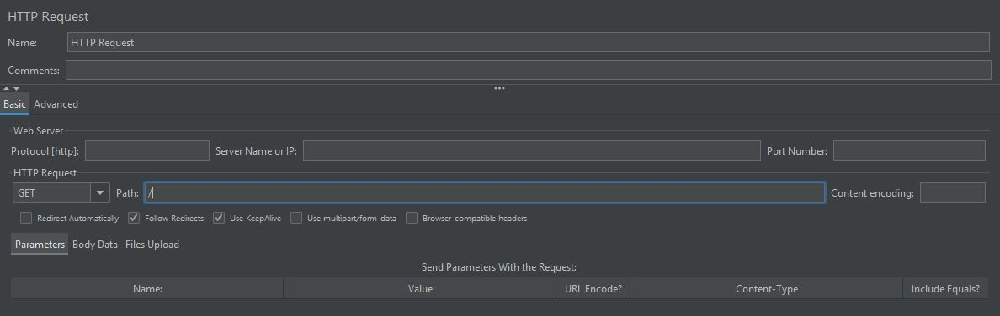 HTTP Request
Name: HTTP Request
Comments:
Basic Advanced
Web Server
Protocol [http]: Server Name or IP: Port Number:
HTTP Request
GET Path: / Content encoding:
Redirect Automatically Follow Redirects Use KeepAlive Use multipart/form-data Browser-compatible headers
Parameters Body Data Files Upload
Send Parameters With the Request:
Name: Value URL Encode? Content-Type Include Equals?